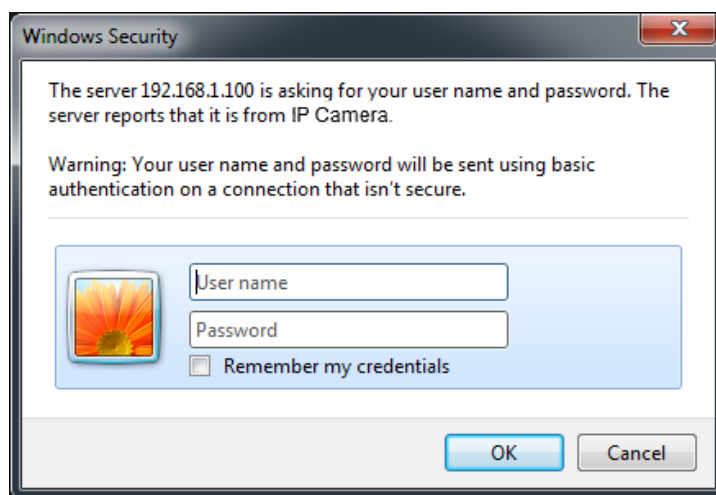 Windows Security
The server 192.168.1.100 is asking for your user name and password. The
server reports that it is from IP Camera.
Warning: Your user name and password will be sent using basic
authentication on a connection that isn't secure.
User name
Password
Remember my credentials
OK
Cancel